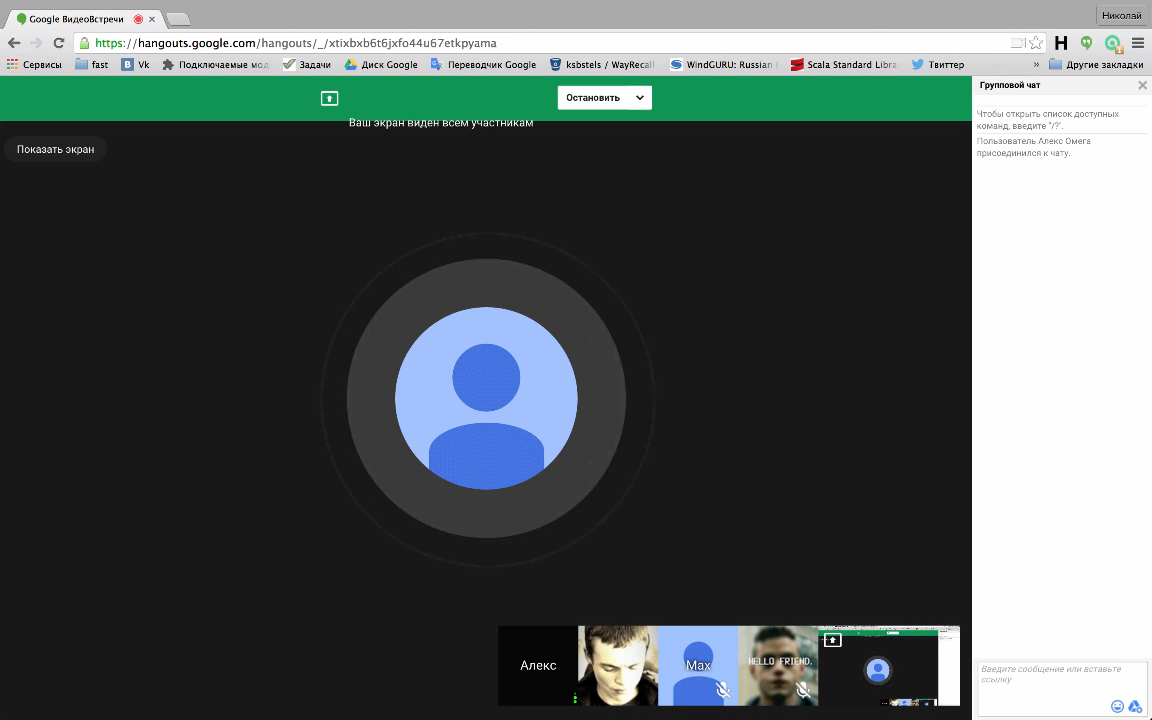 Google ВидеоВстречи
Николай
https://hangouts.google.com/hangouts/_/xtixbxb6t6jxfo44u67etkpyama
Сервисы
fast
Vk
Подключаемые мод
Задачи
Диск Google
Переводчик Google
ksbstels / WayRecall
WindGURU: Russian
Scala Standard Libra
Твиттер
»
Другие закладки
Остановить
Ваш экран виден всем участникам
Показать экран
Групповой чат
Чтобы открыть список доступных
команд, введите "/?".
Пользователь Алекс Омега
присоединился к чату.
Алекс
Max
HELLO FRIEND.
Введите сообщение или вставьте
ссылку